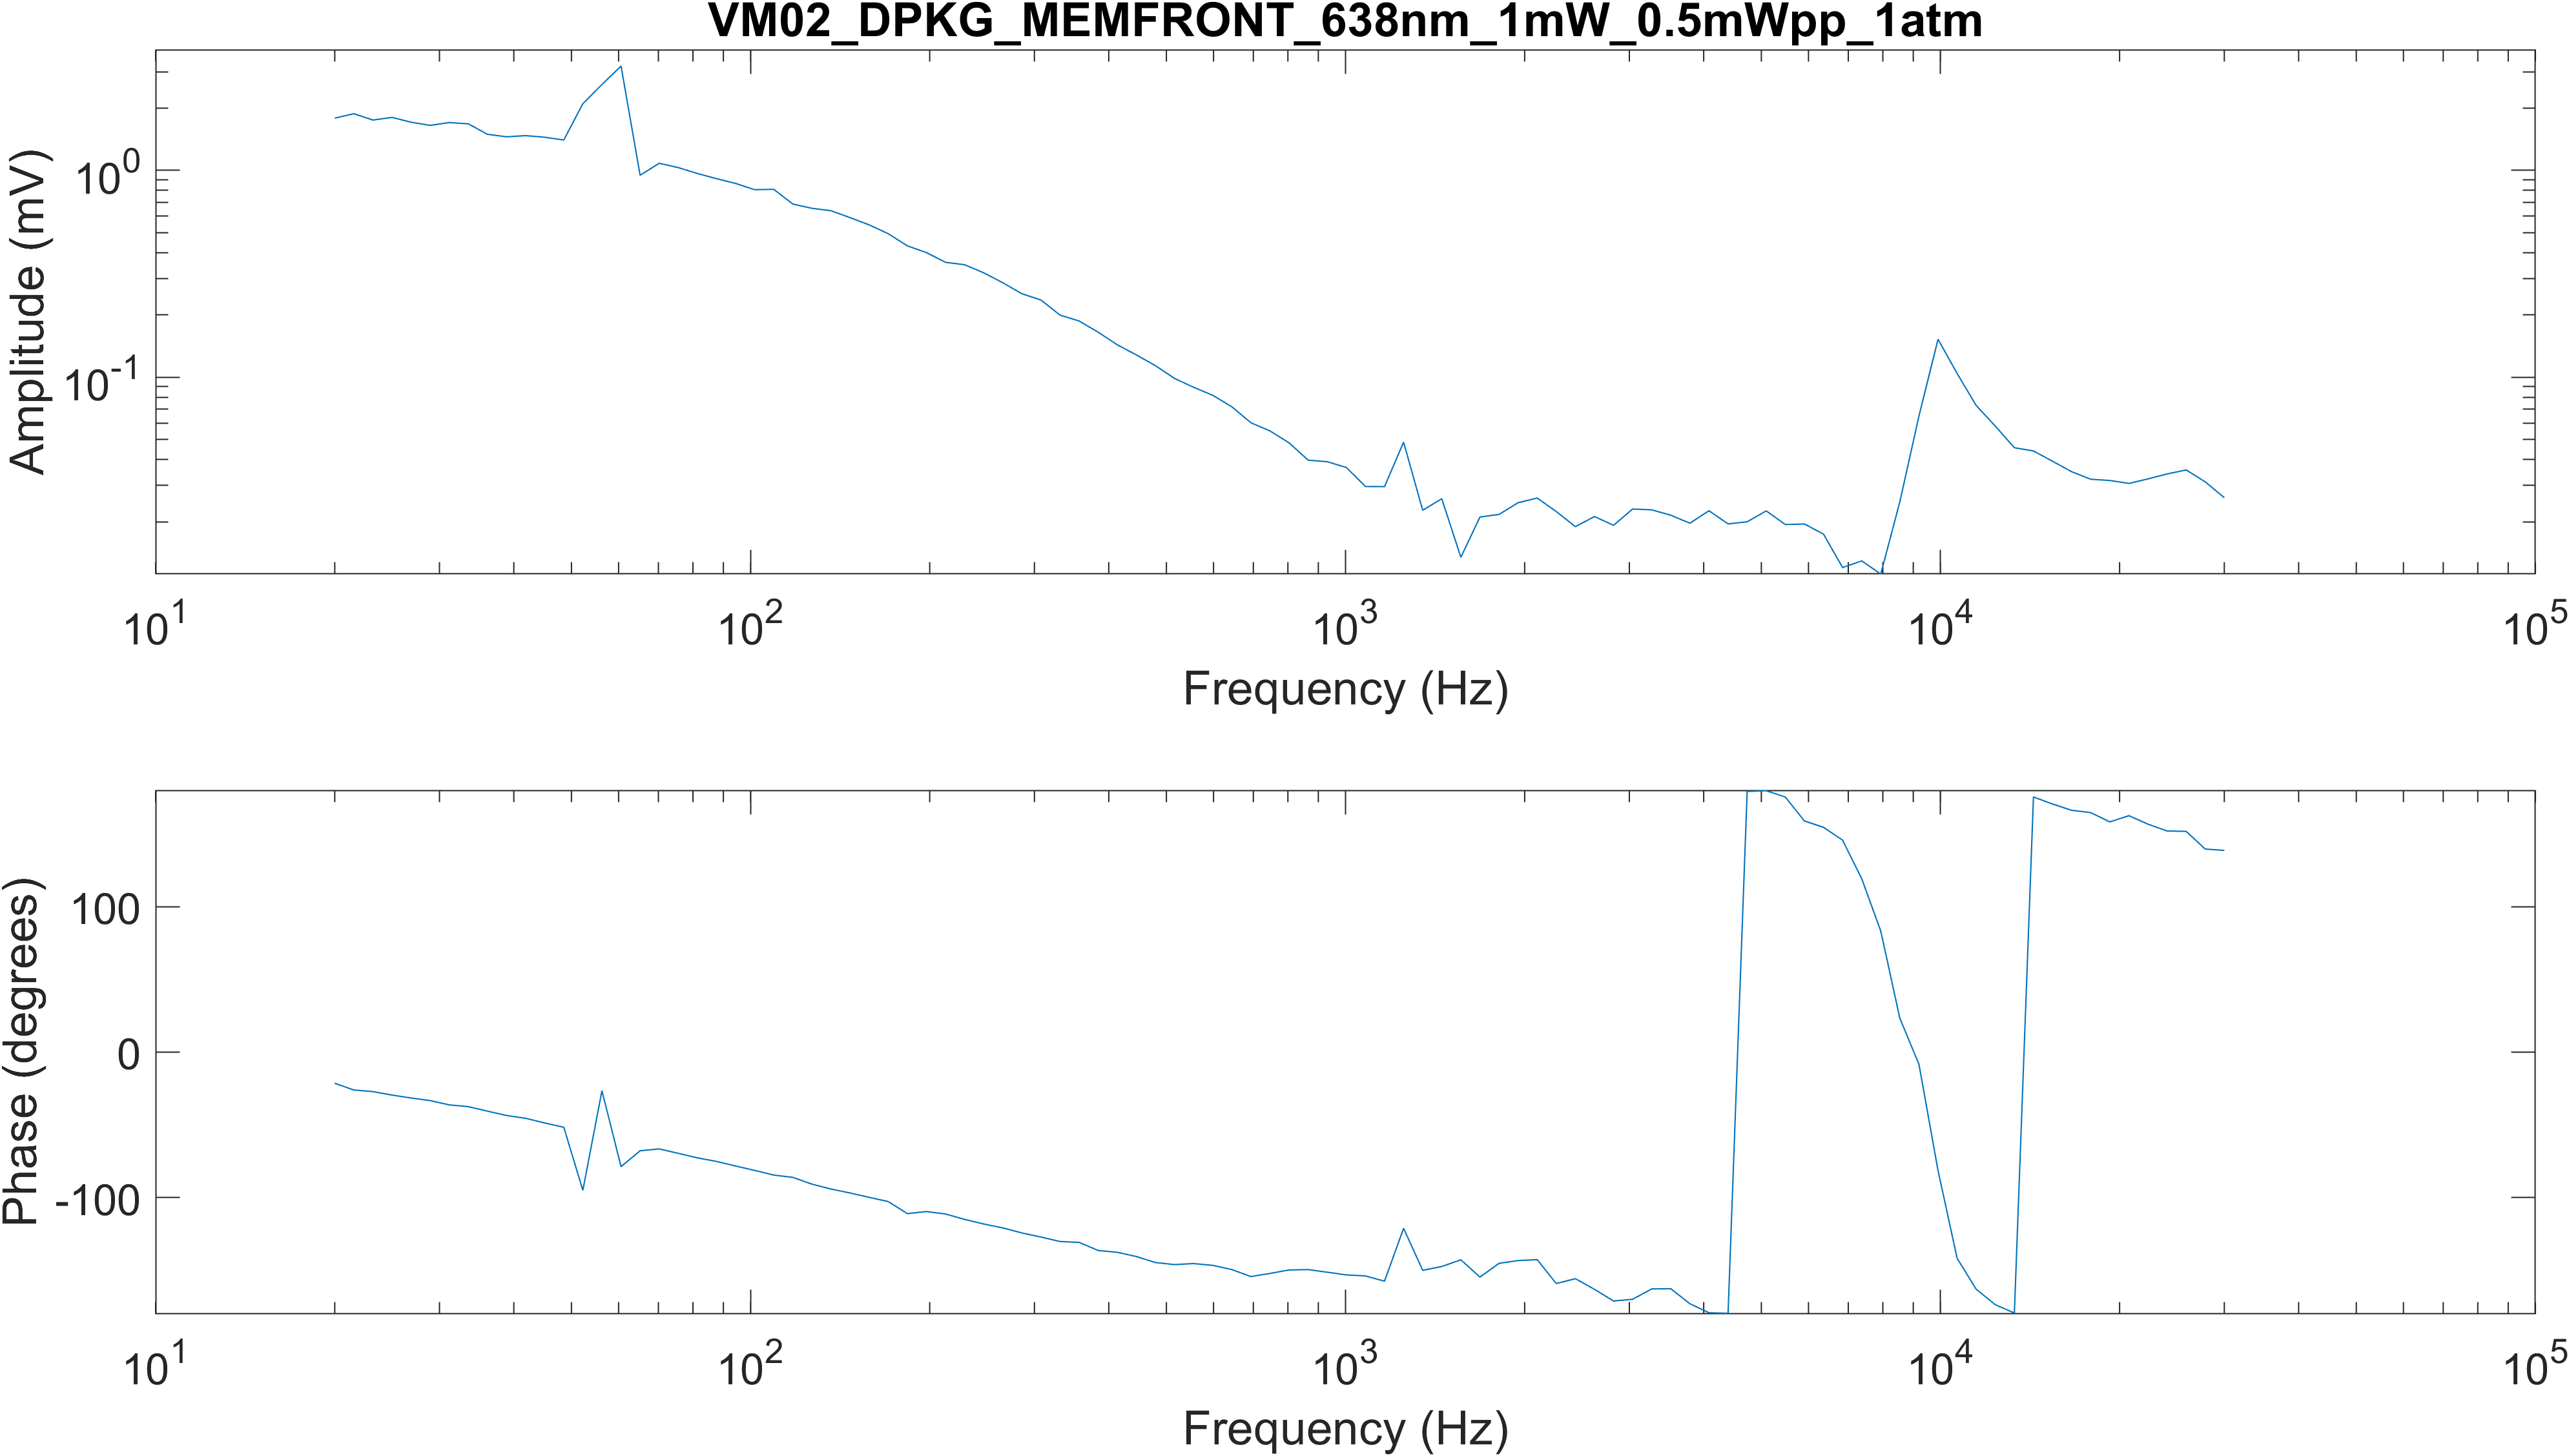 VM02_DPKG_MEMFRONT_638nm_1mW_0.5mWpp_1atm
Amplitude (mV)
10^0
10^-1
10^1 10^2 10^3 10^4 10^5
Frequency (Hz)
Phase (degrees)
100
0
-100
10^1 10^2 10^3 10^4 10^5
Frequency (Hz)